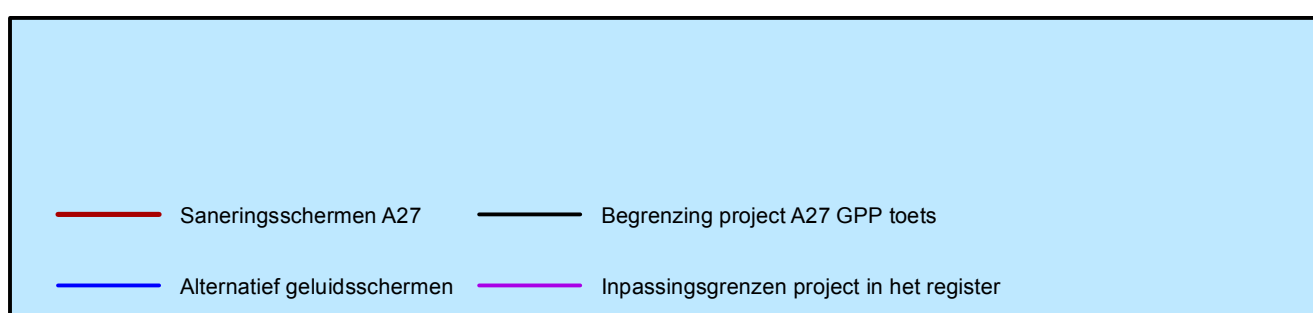 Saneringsschermen A27
Begrenzing project A27 GPP toets
Alternatief geluidsschermen
Inpassingsgrenzen project in het register